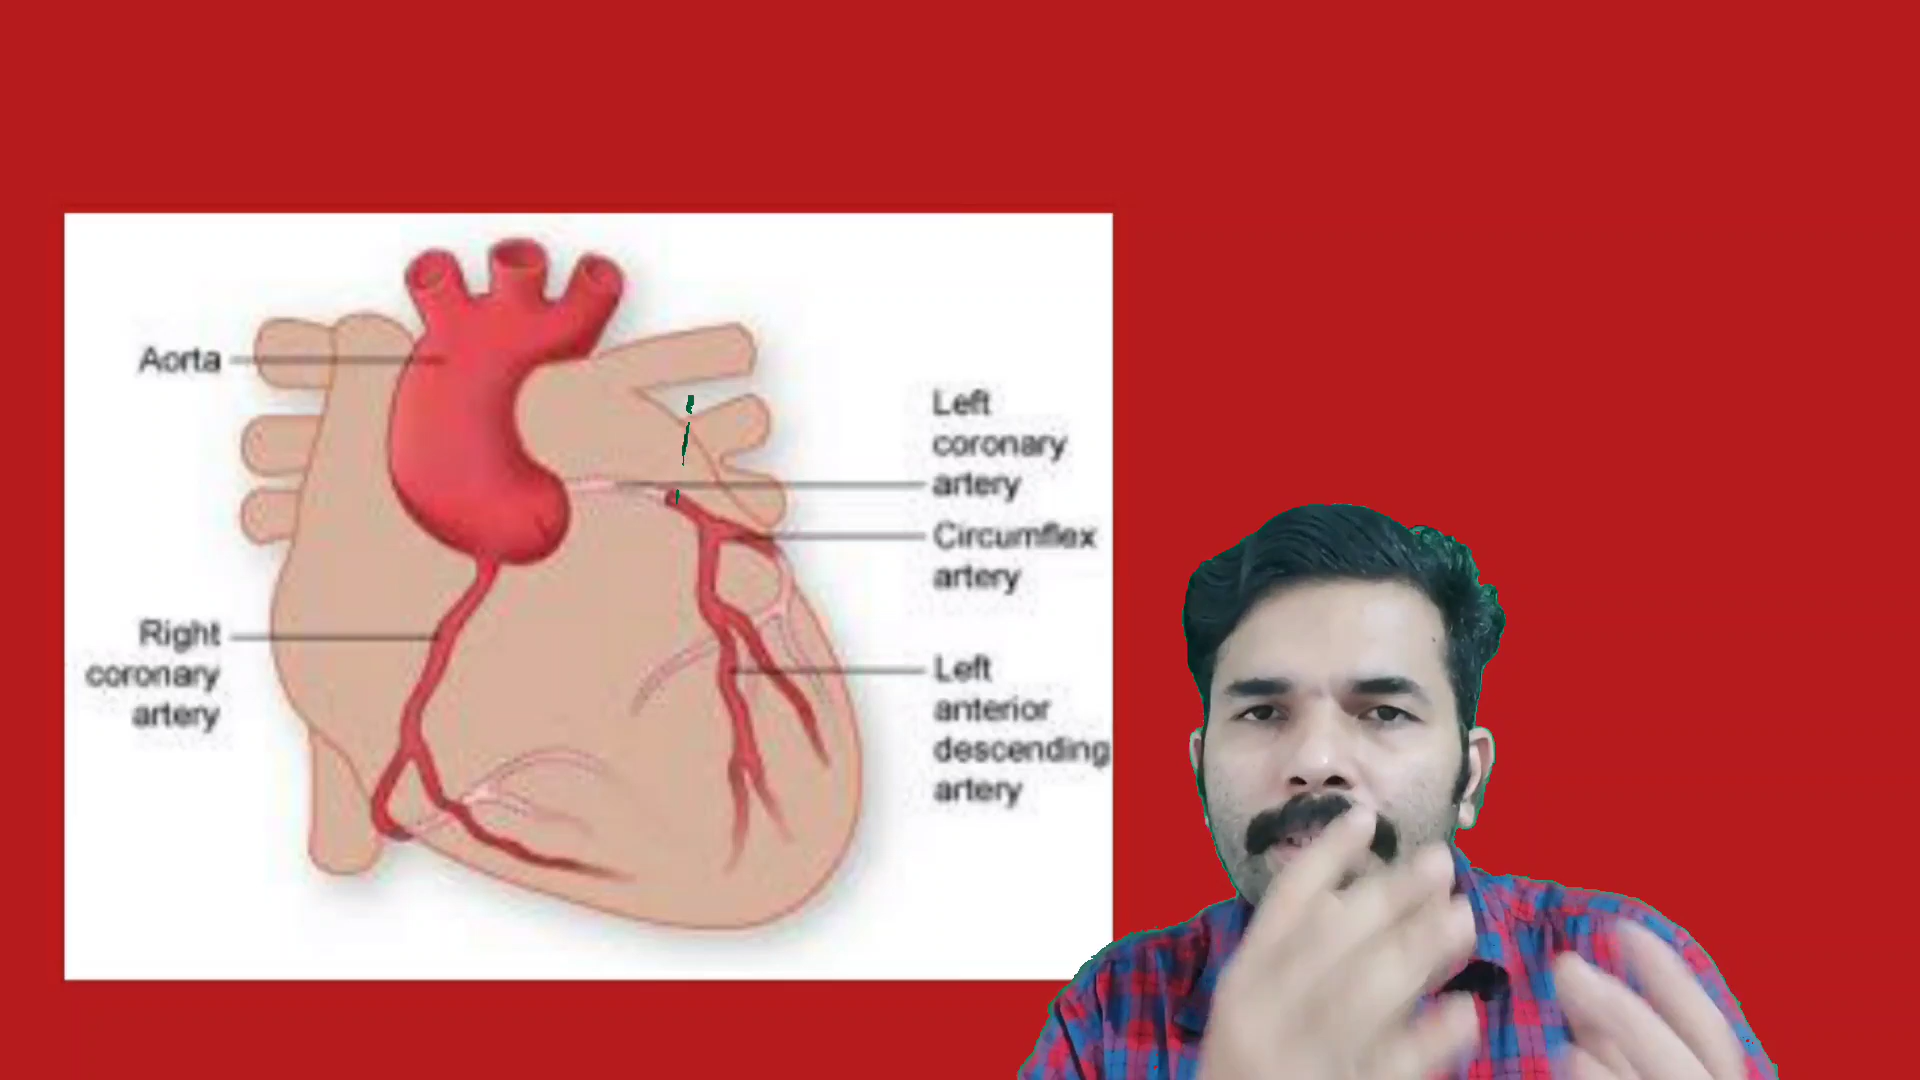 Aorta
Right
coronary
artery
Left
coronary
artery
Circumflex
artery
Left
anterior
descending
artery